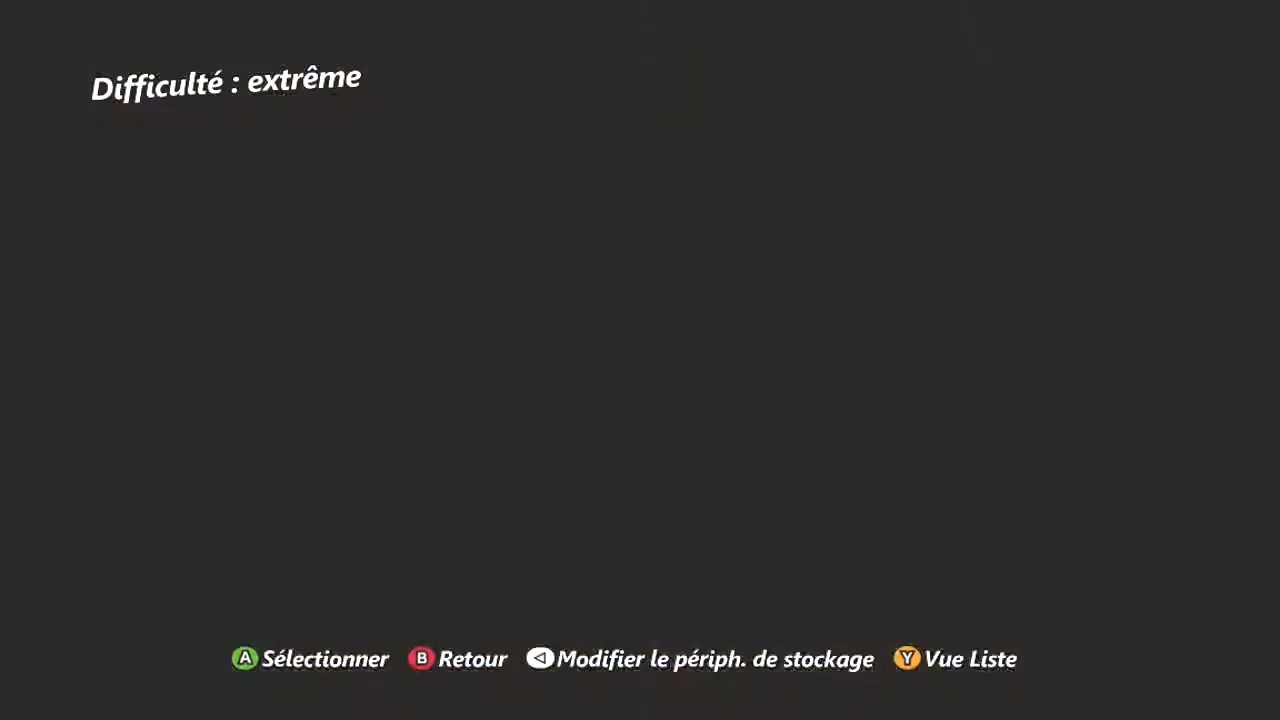 Difficulté : extrême
A Sélectionner B Retour Modifier le périph. de stockage Y Vue Liste